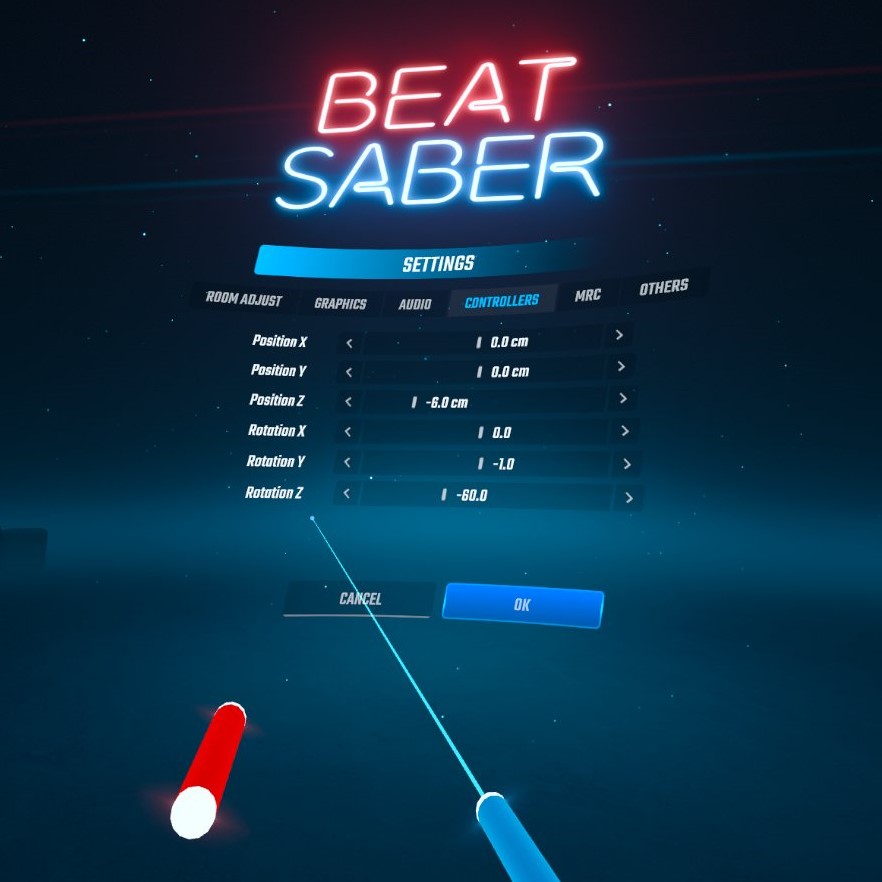 BEAT
SABER
SETTINGS
ROOM ADJUST GRAPHICS AUDIO CONTROLLERS MRC OTHERS
Position X < 0.0 cm >
Position Y < 0.0 cm >
Position Z < -6.0 cm >
Rotation X < 0.0 >
Rotation Y < -1.0 >
Rotation Z < -60.0 >
CANCEL OK